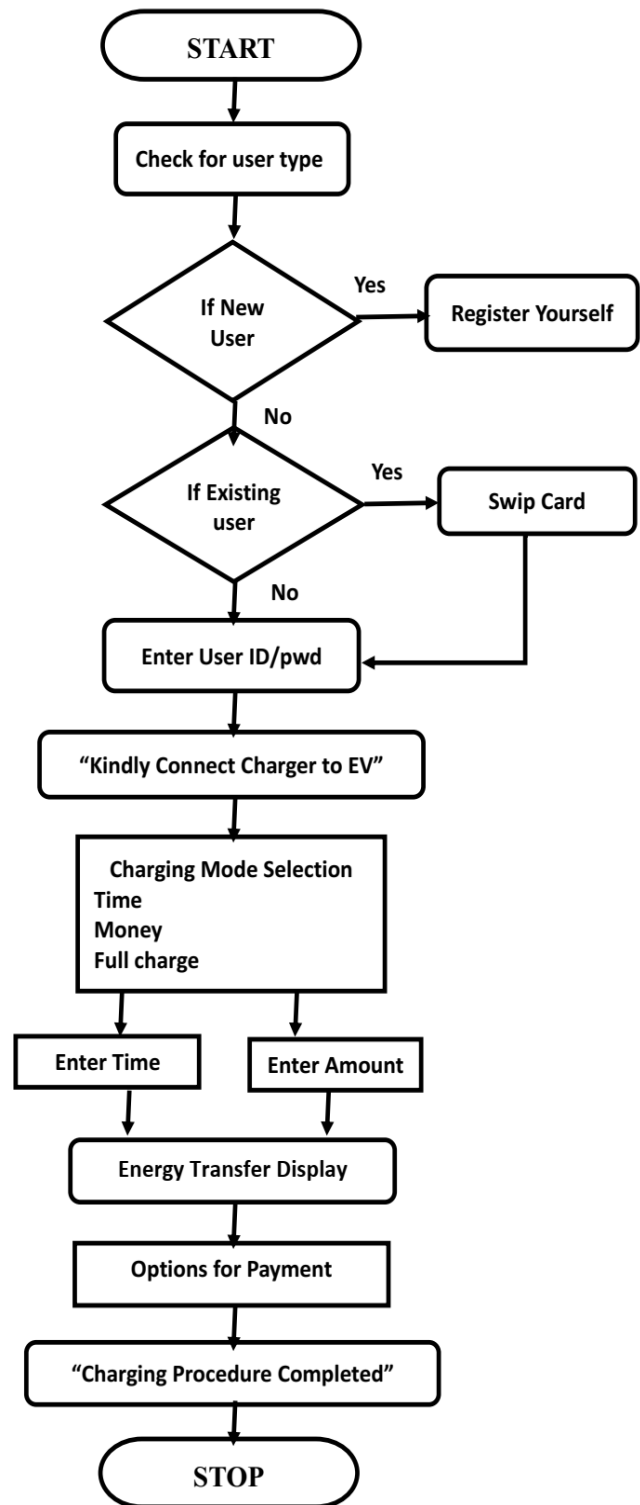 START
Check for user type
If New
User
Yes
Register Yourself
No
If Existing
user
Yes
Swip Card
No
Enter User ID/pwd
“Kindly Connect Charger to EV”
Charging Mode Selection
Time
Money
Full charge
Enter Time
Enter Amount
Energy Transfer Display
Options for Payment
“Charging Procedure Completed”
STOP